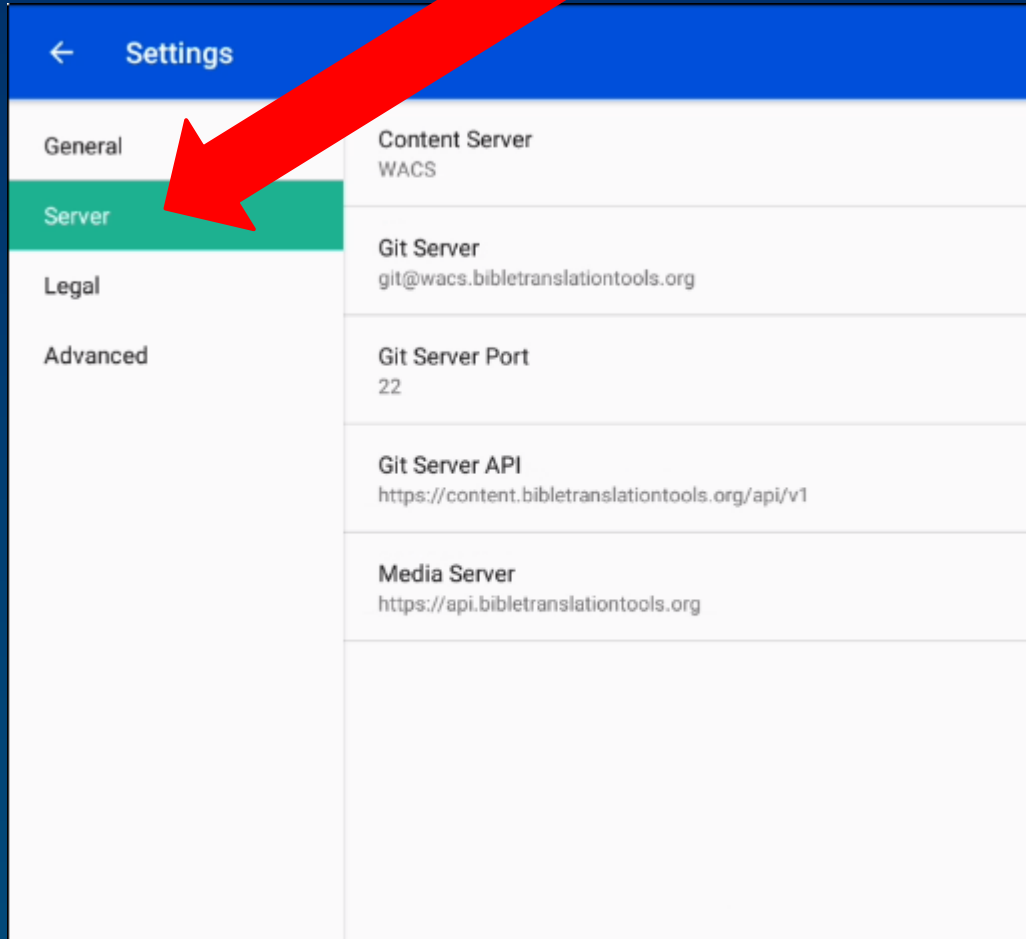 Settings
General
Server
Legal
Advanced
Content Server
WACS
Git Server
git@wacs.bibletranslationtools.org
Git Server Port
22
Git Server API
https://content.bibletranslationtools.org/api/v1
Media Server
https://api.bibletranslationtools.org